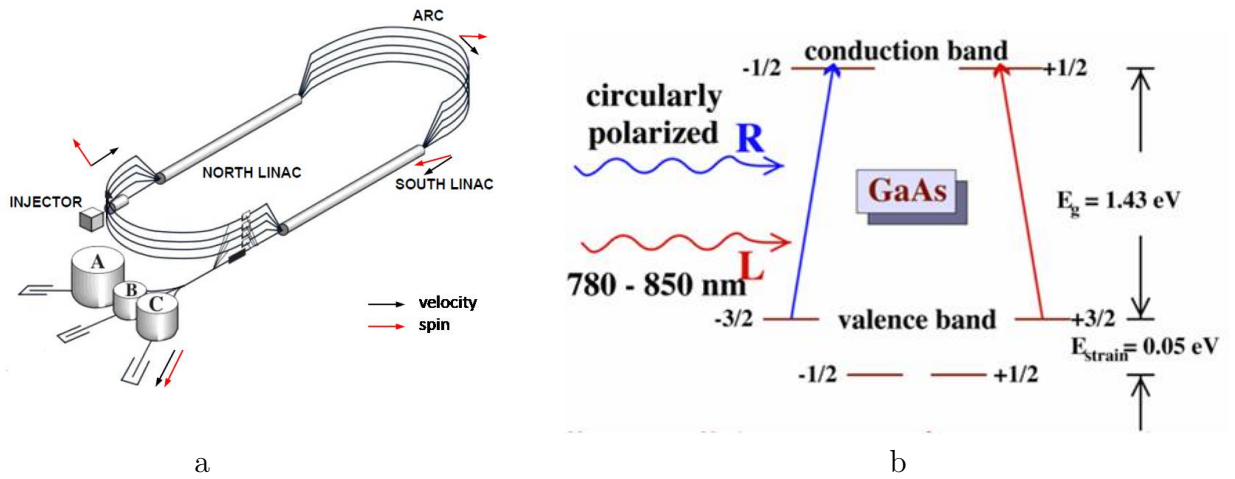 ARC
NORTH LINAC
SOUTH LINAC
INJECTOR
A
B
C
velocity
spin
a
conduction band
-1/2
+1/2
circularly
polarized
R
GaAs
E_g = 1.43 eV
L
780 - 850 nm
-3/2
valence band
+3/2
E_strain = 0.05 eV
-1/2
+1/2
b